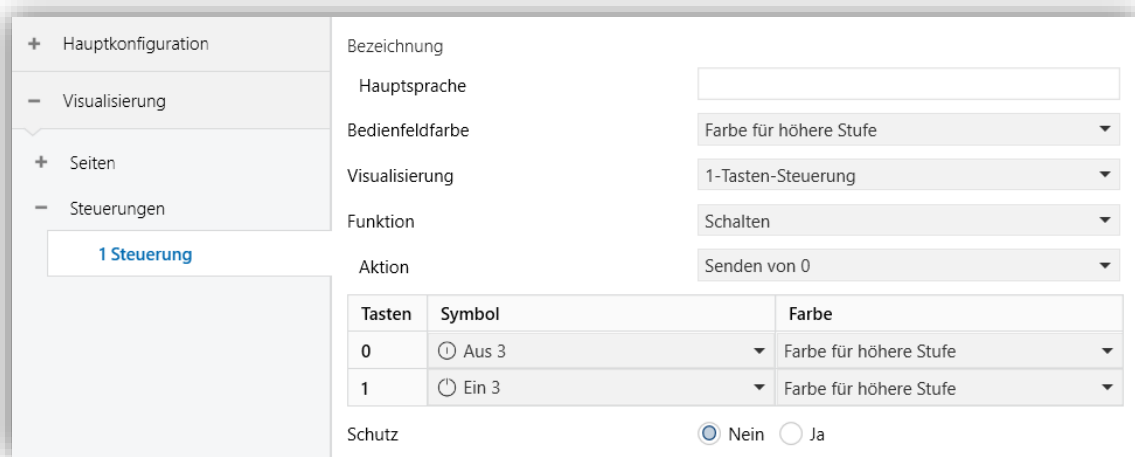 Hauptkonfiguration
Visualisierung
Seiten
Steuerungen
1 Steuerung
Bezeichnung
Hauptsprache
Bedienfeldfarbe Farbe für höhere Stufe
Visualisierung 1-Tasten-Steuerung
Funktion Schalten
Aktion Senden von 0
Tasten Symbol Farbe
0 Aus 3 Farbe für höhere Stufe
1 Ein 3 Farbe für höhere Stufe
Schutz Nein Ja